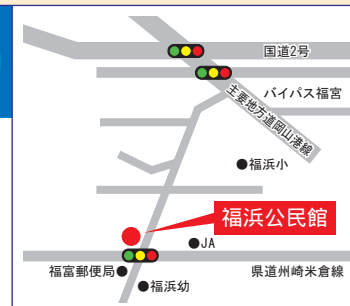 国道2号
バイパス福宮
主要地方道岡山港線
●福浜小
福浜公民館
●JA
福富郵便局●
県道州崎米倉線
●福浜幼